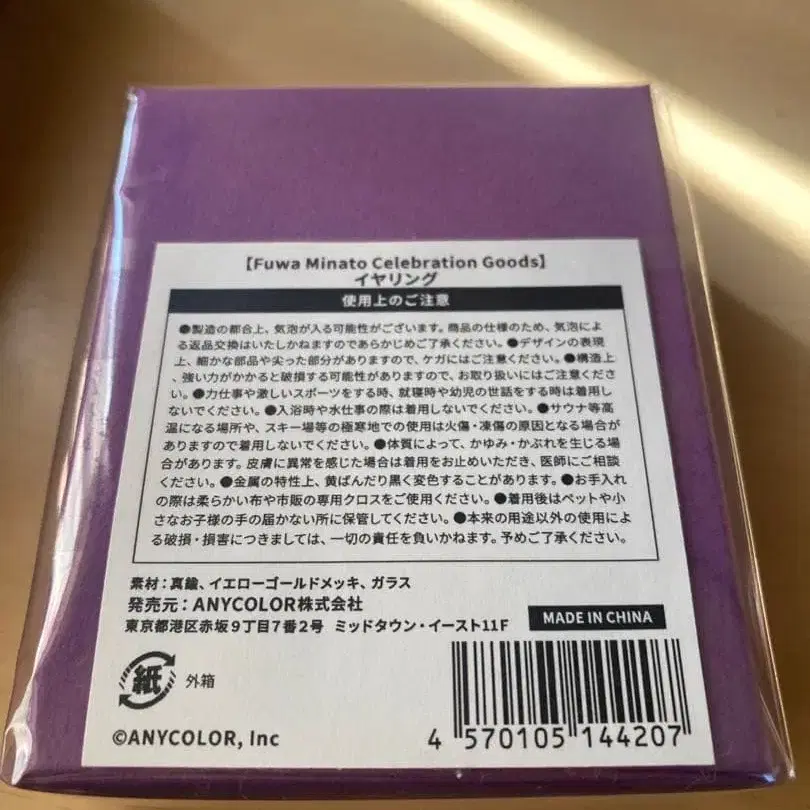 【Fuwa Minato Celebration Goods】
イヤリング
使用上のご注意
●製造の都合上、気泡が入る可能性がございます。商品の仕様のため、気泡によ
る返品交換はいたしかねますのであらかじめご了承ください。●デザインの表現
上、細かな部品や尖った部分がありますので、ケガにはご注意ください。●構造上
、強い力がかかると破損する可能性がありますので、お取り扱いにはご注意くださ
い。●力仕事や激しいスポーツをする時、就寝時や幼児の世話をする時は着用し
ないでください。●入浴時や水仕事の際は着用しないでください。●サウナ等高
温になる場所や、スキー場等の極寒地での使用は火傷・凍傷の原因となる場合が
ありますので着用しないでください。●体質によって、かゆみ・かぶれを生じる場
合があります。皮膚に異常を感じた場合は着用をお止めいただき、医師にご相談
ください。●金属の特性上、黄ばんだり黒く変色することがあります。●お手入れ
の際は柔らかい布や市販の専用クロスをご使用ください。●着用後はペットや小
さなお子様の手の届かない所に保管してください。●本来の用途以外の使用によ
る破損・損害につきましては、一切の責任を負いかねます。予めご了承ください。
素材：真鍮、イエローゴールドメッキ、ガラス
発売元：ANYCOLOR株式会社
東京都港区赤坂9丁目7番2号 ミッドタウン・イースト11F
MADE IN CHINA
紙 外箱
©ANYCOLOR, Inc
4 570105 144207